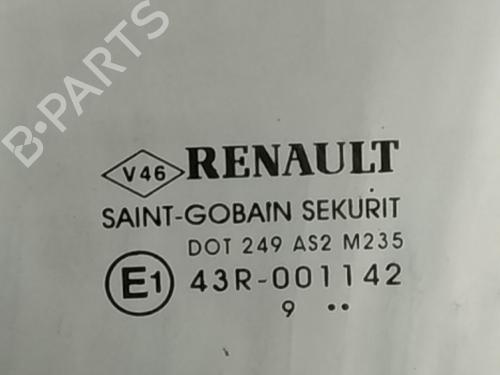 B-PARTS
V46 RENAULT
SAINT-GOBAIN SEKURIT
DOT 249 AS2 M235
E1 43R-001142
9 ••